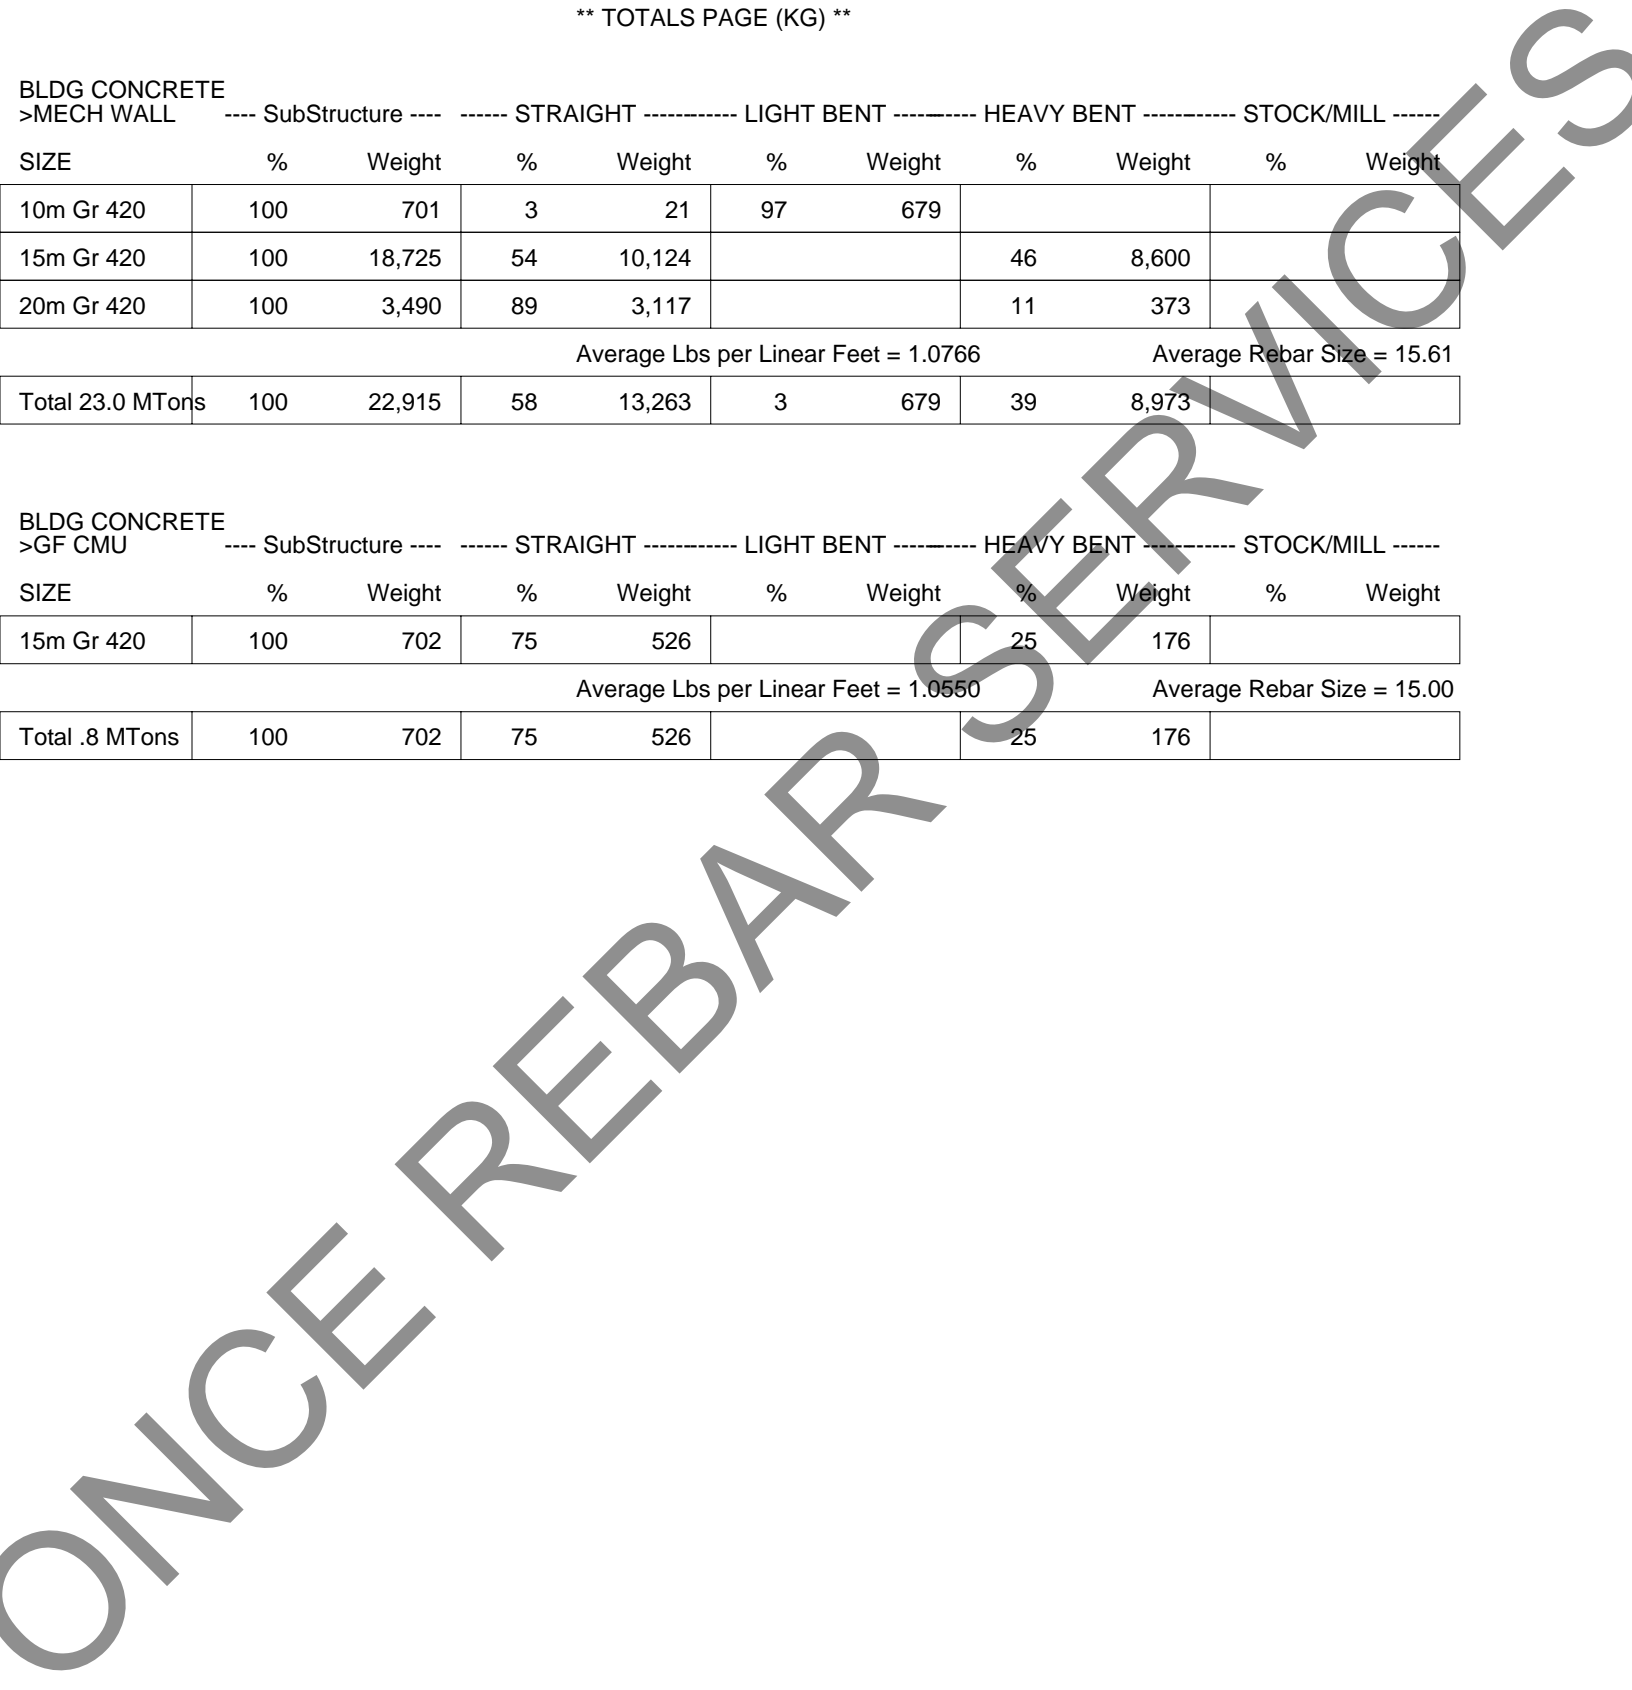 ** TOTALS PAGE (KG) **
BLDG CONCRETE
>MECH WALL ---- SubStructure ---- ------ STRAIGHT ------------- LIGHT BENT ------------- HEAVY BENT ------------- STOCK/MILL ------
SIZE % Weight % Weight % Weight % Weight % Weight
10m Gr 420 100 701 3 21 97 679
15m Gr 420 100 18,725 54 10,124 46 8,600
20m Gr 420 100 3,490 89 3,117 11 373
Average Lbs per Linear Feet = 1.0766 Average Rebar Size = 15.61
Total 23.0 MTons 100 22,915 58 13,263 3 679 39 8,973
BLDG CONCRETE
>GF CMU ---- SubStructure ---- ------ STRAIGHT ------------- LIGHT BENT ------------- HEAVY BENT ------------- STOCK/MILL ------
SIZE % Weight % Weight % Weight % Weight % Weight
15m Gr 420 100 702 75 526 25 176
Average Lbs per Linear Feet = 1.0550 Average Rebar Size = 15.00
Total .8 MTons 100 702 75 526 25 176
ONCE REBAR SERVICES